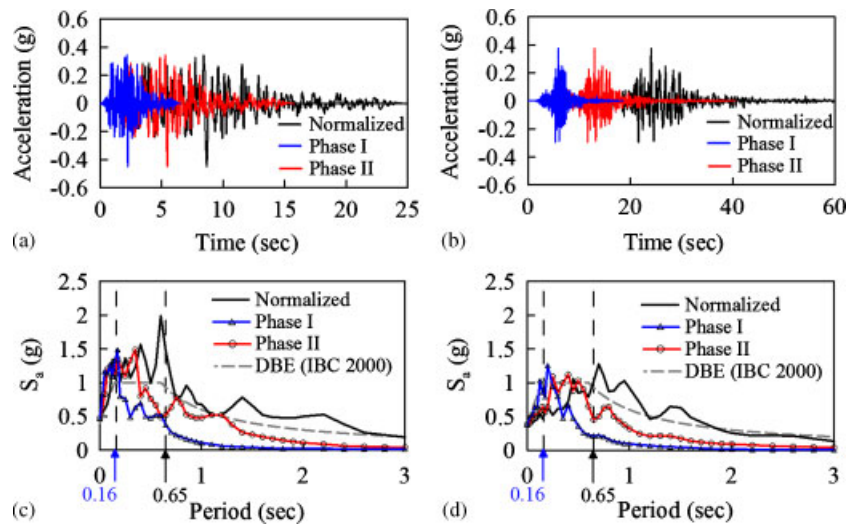 0.6
0.4
0.2
0
-0.2
-0.4
-0.6
Acceleration (g)
Normalized
Phase I
Phase II
0 5 10 15 20 25
(a) Time (sec)
0.6
0.4
0.2
0
-0.2
-0.4
-0.6
Acceleration (g)
Normalized
Phase I
Phase II
0 20 40 60
(b) Time (sec)
2.5
2
1.5
1
0.5
0
Sa (g)
Normalized
Phase I
Phase II
DBE (IBC 2000)
0 1 2 3
0.16 0.65
(c) Period (sec)
2.5
2
1.5
1
0.5
0
Sa (g)
Normalized
Phase I
Phase II
DBE (IBC 2000)
0 1 2 3
0.16 0.65
(d) Period (sec)